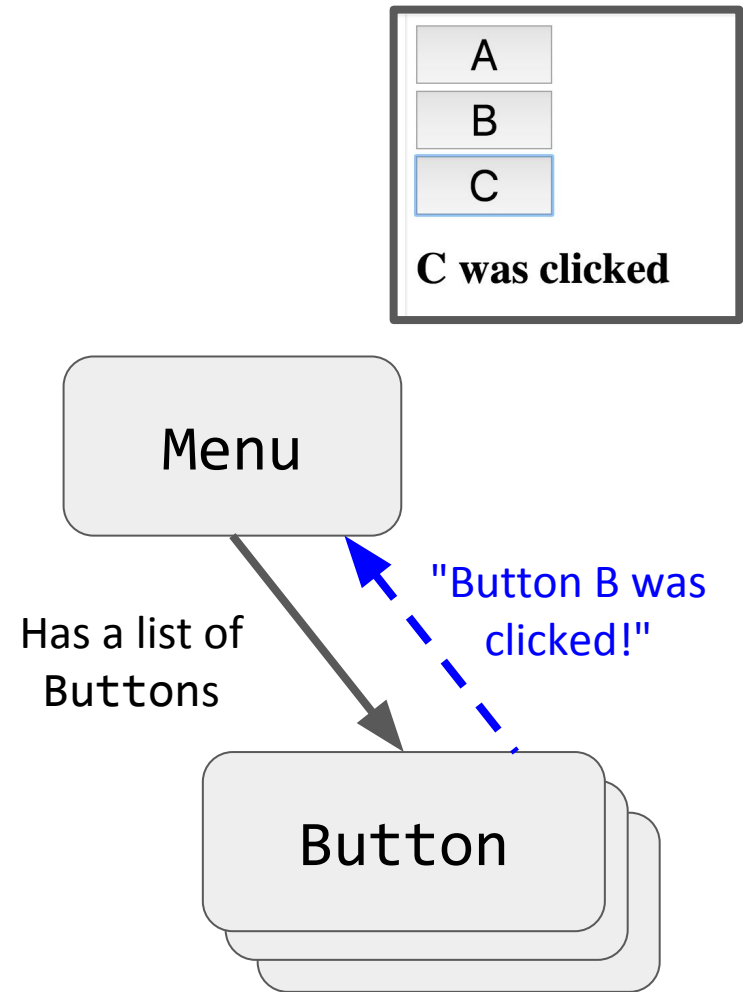 A
B
C
C was clicked
Menu
"Button B was
clicked!"
Has a list of
Buttons
Button